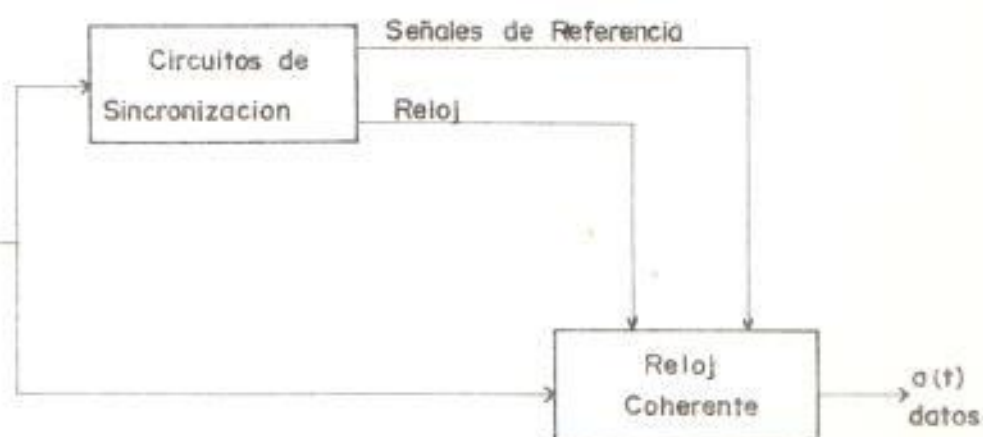 Señales de Referencia
Circuitos de
Sincronizacion
Reloj
Reloj
Coherente
a(t)
datos